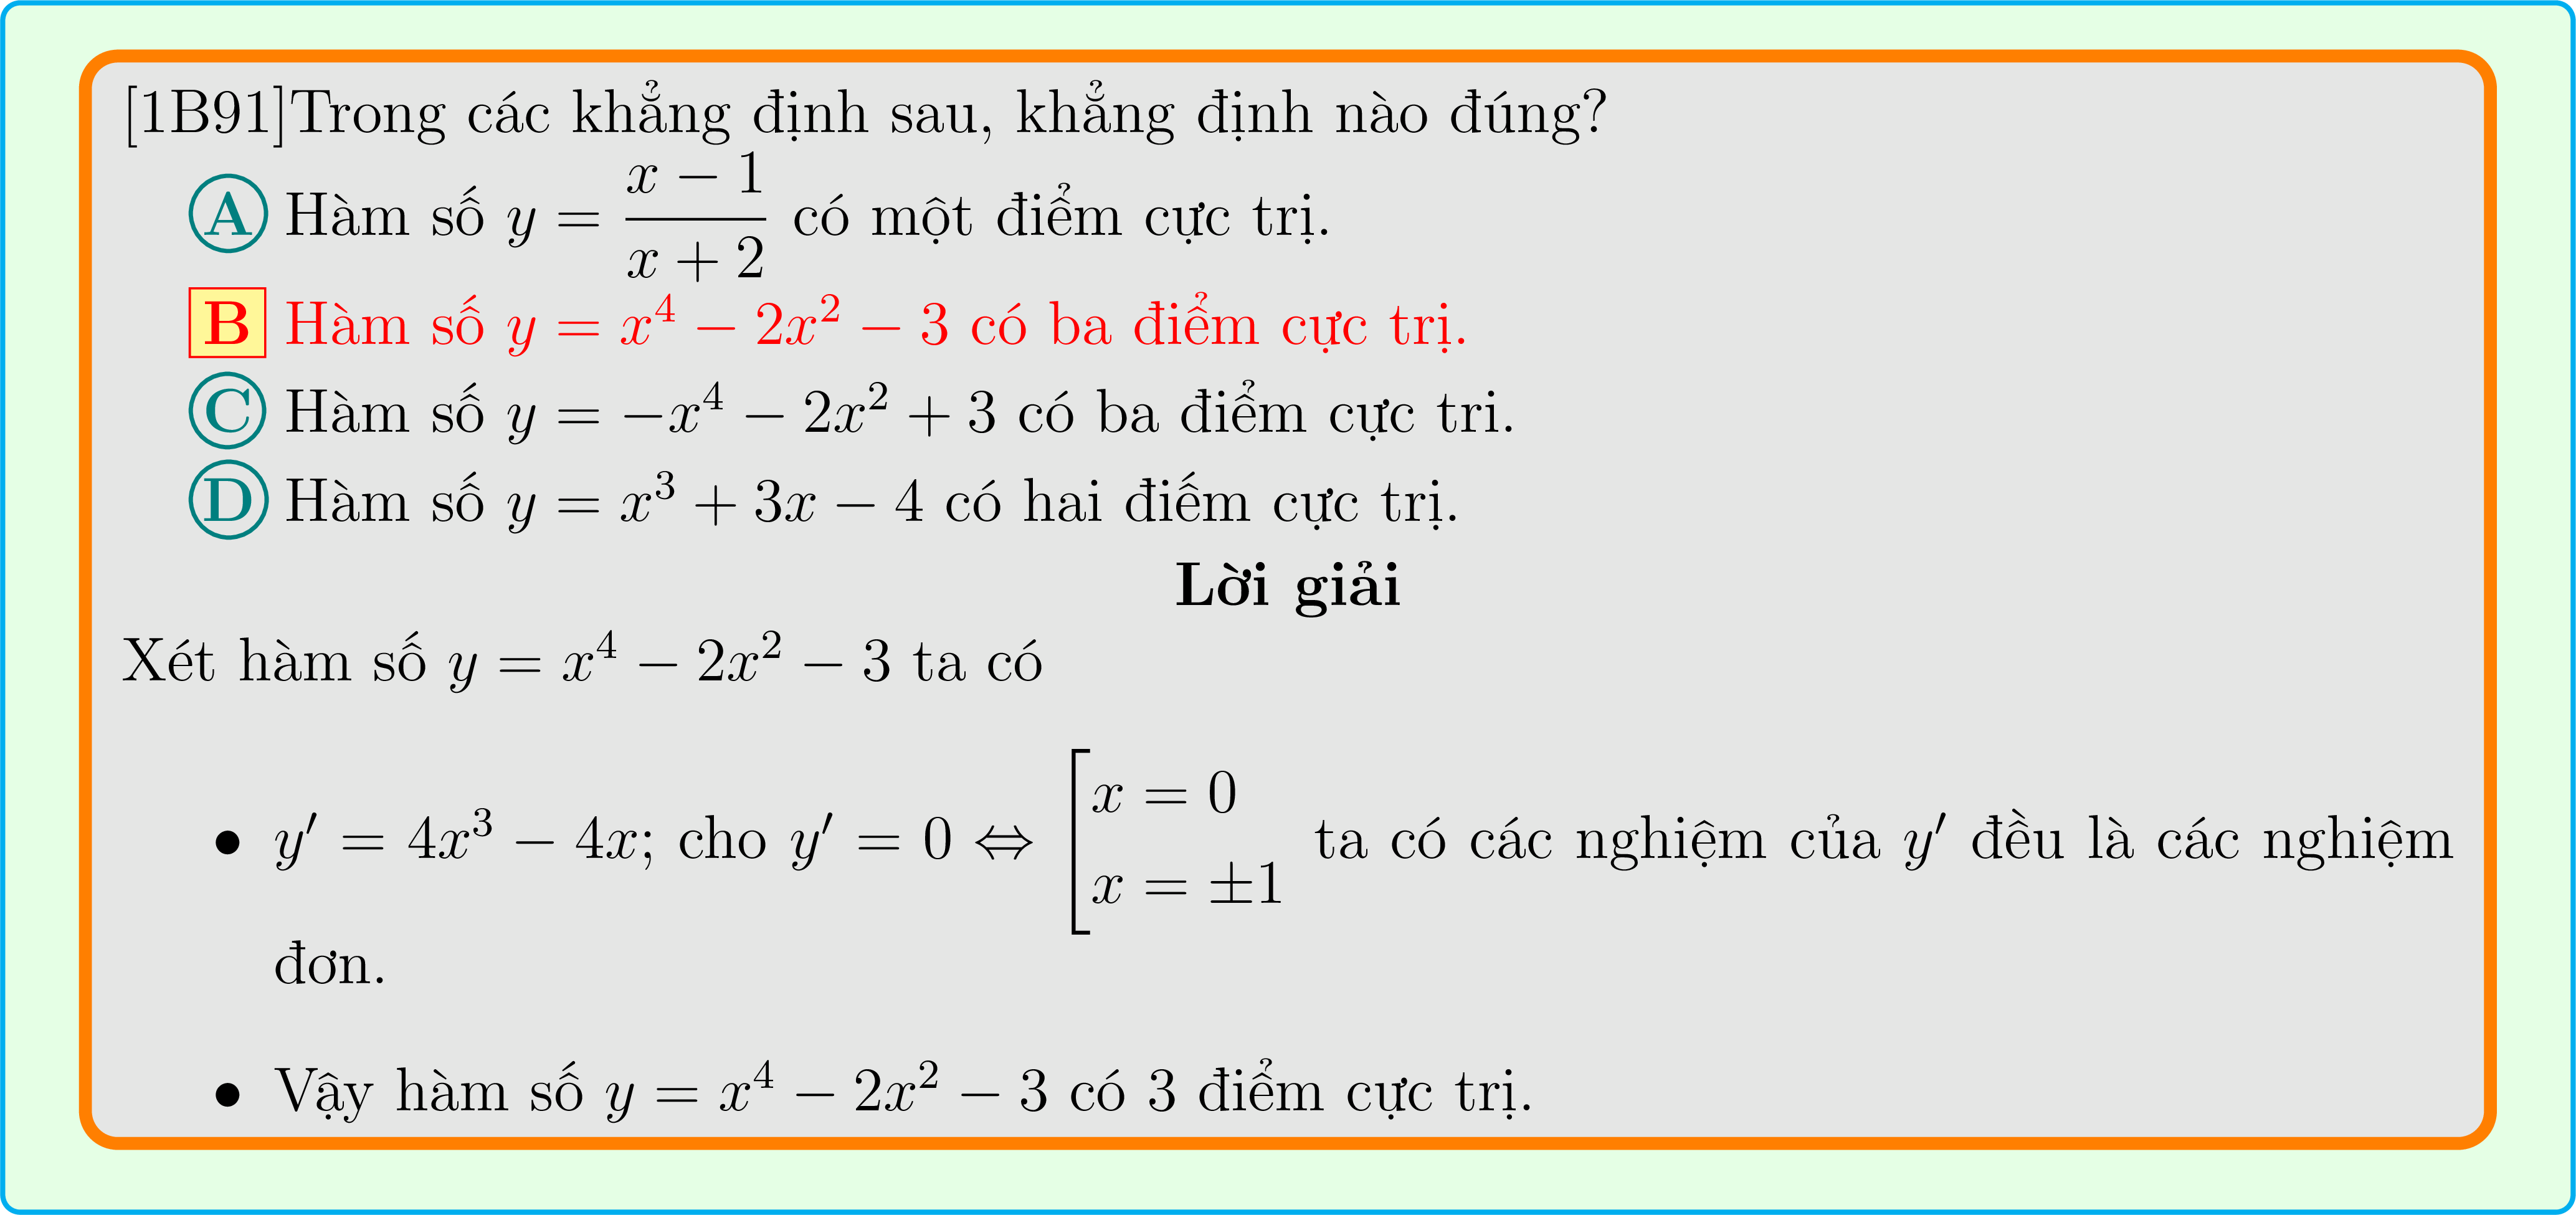 [1B91]Trong các khẳng định sau, khẳng định nào đúng?
A Hàm số $y = \dfrac{x-1}{x+2}$ có một điểm cực trị.
B Hàm số $y = x^4 - 2x^2 - 3$ có ba điểm cực trị.
C Hàm số $y = -x^4 - 2x^2 + 3$ có ba điểm cực tri.
D Hàm số $y = x^3 + 3x - 4$ có hai điếm cực trị.
Lời giải
Xét hàm số $y = x^4 - 2x^2 - 3$ ta có
• $y' = 4x^3 - 4x$; cho $y' = 0 \Leftrightarrow \left[\begin{array}{l} x = 0 \\ x = \pm 1 \end{array}\right.$ ta có các nghiệm của $y'$ đều là các nghiệm
đơn.
• Vậy hàm số $y = x^4 - 2x^2 - 3$ có 3 điểm cực trị.